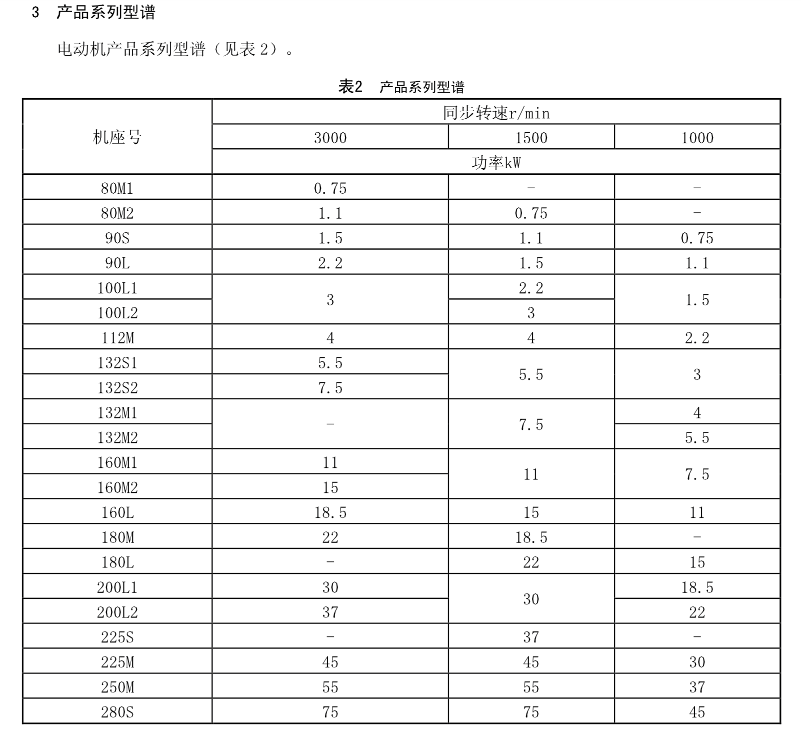 3 产品系列型谱
电动机产品系列型谱（见表 2）。
表2 产品系列型谱
机座号 同步转速r/min
3000 1500 1000
功率kW
80M1 0.75 - -
80M2 1.1 0.75 -
90S 1.5 1.1 0.75
90L 2.2 1.5 1.1
100L1 3 2.2 1.5
100L2 3
112M 4 4 2.2
132S1 5.5 5.5 3
132S2 7.5
132M1 - 7.5 4
132M2 5.5
160M1 11 11 7.5
160M2 15
160L 18.5 15 11
180M 22 18.5 -
180L - 22 15
200L1 30 30 18.5
200L2 37 22
225S - 37 -
225M 45 45 30
250M 55 55 37
280S 75 75 45